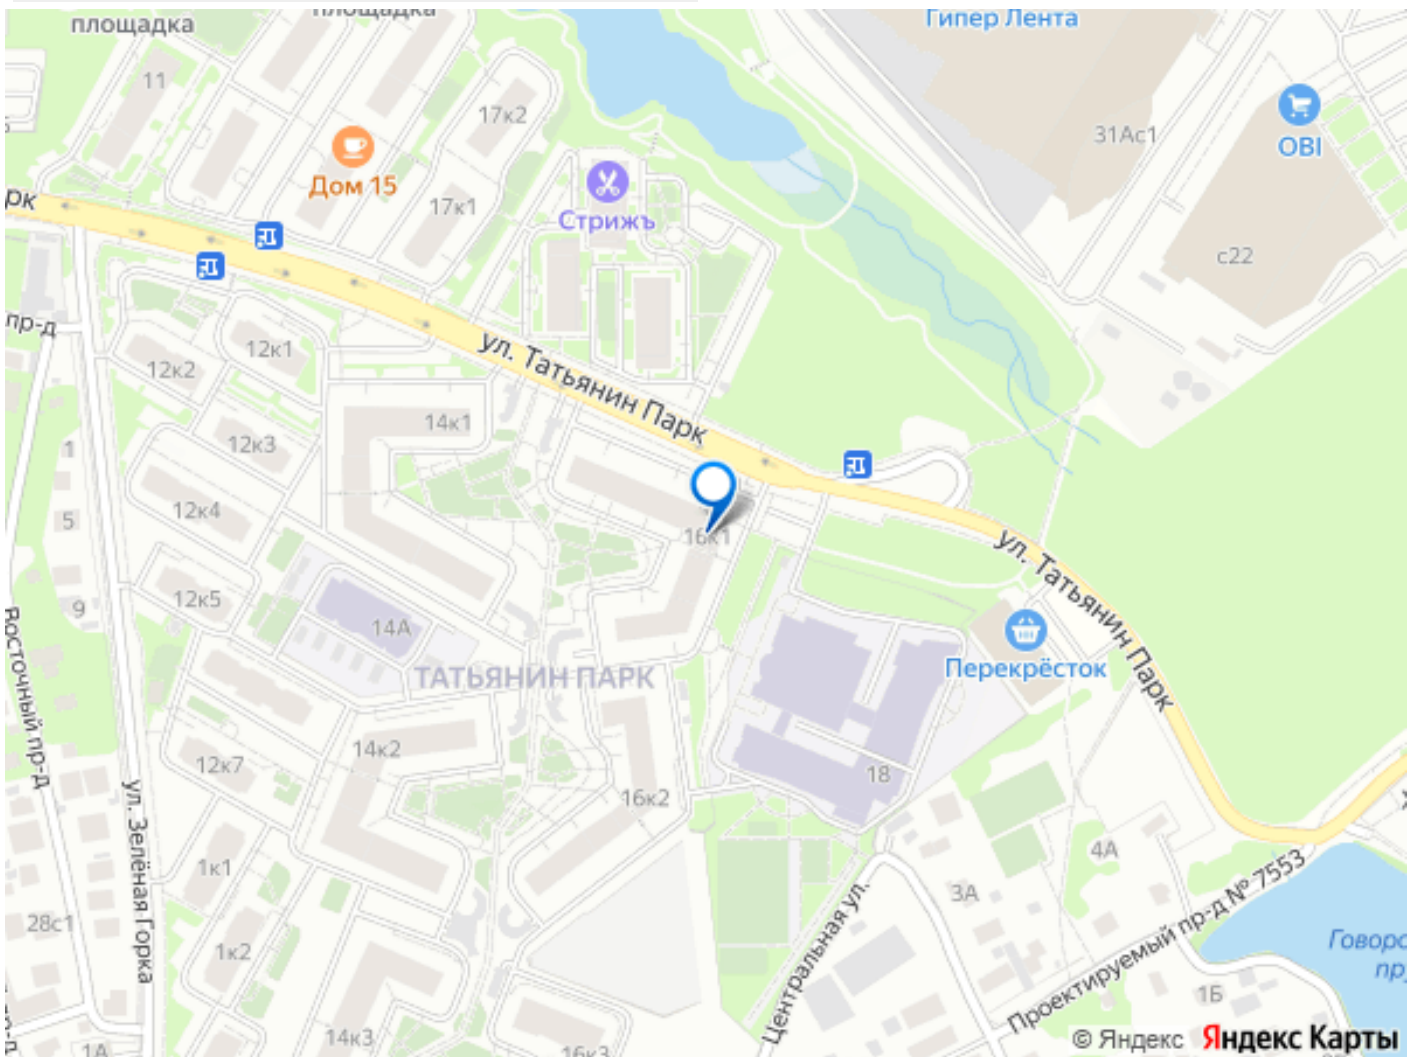 площадка
площадка
Гипер Лента
11
17к2
31Ас1
OBI
Дом 15
Стрижъ
17к1
рк
с22
пр-д
12к1
12к2
ул. Татьянин Парк
14к1
12к3
1
12к4
5
16к1
ул. Татьянин Парк
12к5
9
14А
Перекрёсток
ТАТЬЯНИН ПАРК
Восточный пр-д
14к2
12к7
18
16к2
ул. Зелёная Горка
4А
1к1
3А
Проектируемый пр-д № 7553
Центральная ул.
28с1
1к2
Говоро
пру
1Б
14к3
16к3
1А
© Яндекс Яндекс Карты